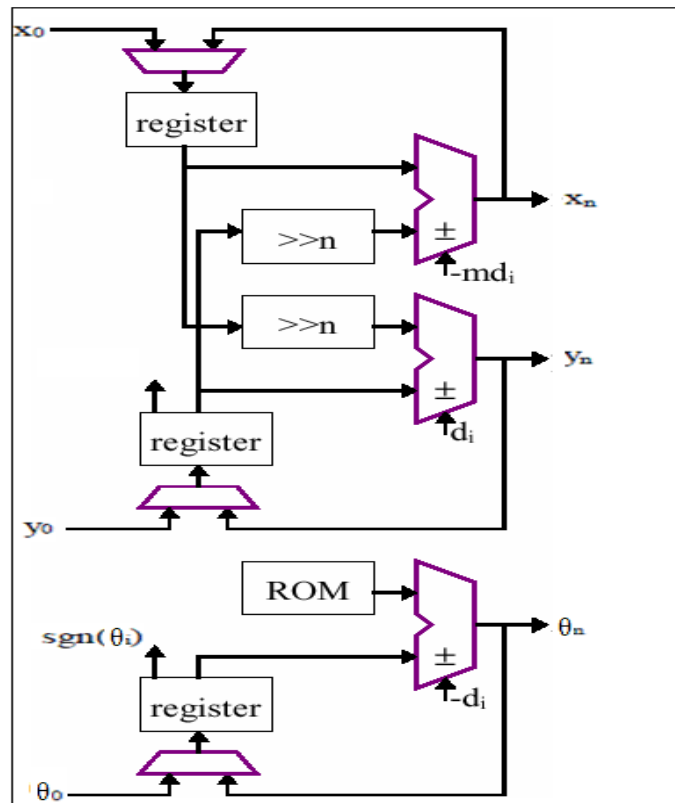 x₀
register
>>n
±
xₙ
-mdᵢ
>>n
yₙ
±
register
dᵢ
y₀
ROM
sgn(θᵢ)
θₙ
±
register
-dᵢ
θ₀